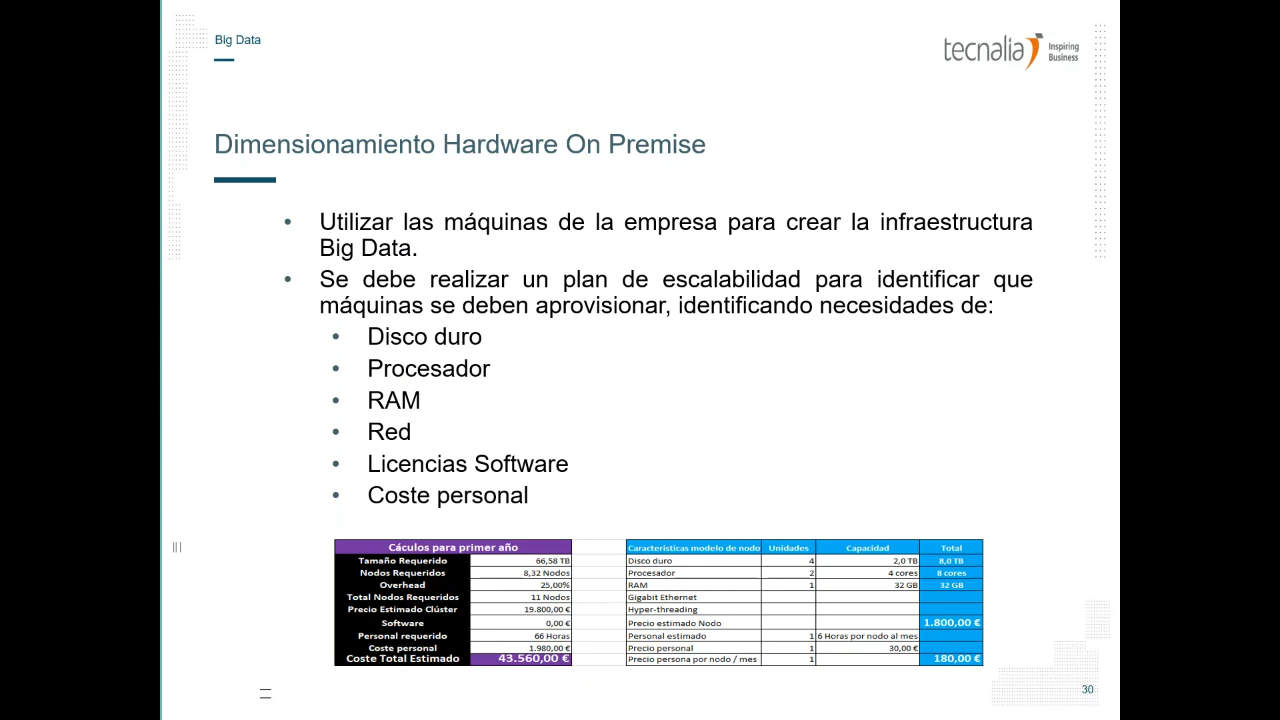 Big Data
tecnalia Inspiring Business
Dimensionamiento Hardware On Premise
• Utilizar las máquinas de la empresa para crear la infraestructura
Big Data.
• Se debe realizar un plan de escalabilidad para identificar que
máquinas se deben aprovisionar, identificando necesidades de:
• Disco duro
• Procesador
• RAM
• Red
• Licencias Software
• Coste personal
Cáculos para primer año
Tamaño Requerido 66,58 TB
Nodos Requeridos 8,32 Nodos
Overhead 25,00%
Total Nodos Requeridos 11 Nodos
Precio Estimado Clúster 19.800,00 €
Software 0,00 €
Personal requerido 66 Horas
Coste personal 1.980,00 €
Coste Total Estimado 43.560,00 €
Características modelo de nodo Unidades Capacidad Total
Disco duro 4 2,0 TB 8,0 TB
Procesador 2 4 cores 8 cores
RAM 1 32 GB 32 GB
Gigabit Ethernet
Hyper-threading
Precio estimado Nodo 1.800,00 €
Personal estimado 1 6 Horas por nodo al mes
Precio personal 1 30,00 €
Precio persona por nodo / mes 1 180,00 €
30